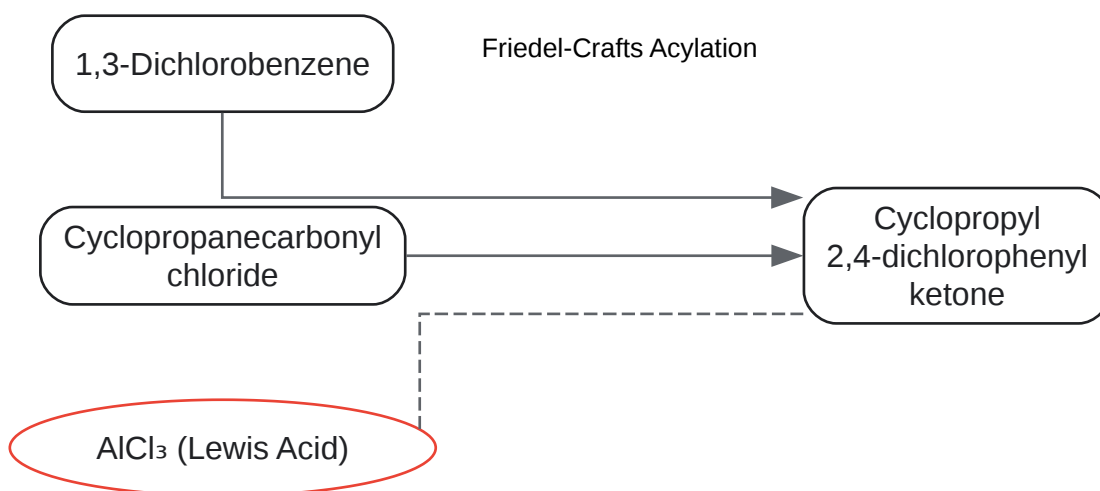 1,3-Dichlorobenzene
Friedel-Crafts Acylation
Cyclopropanecarbonyl
chloride
Cyclopropyl
2,4-dichlorophenyl
ketone
AlCl₃ (Lewis Acid)